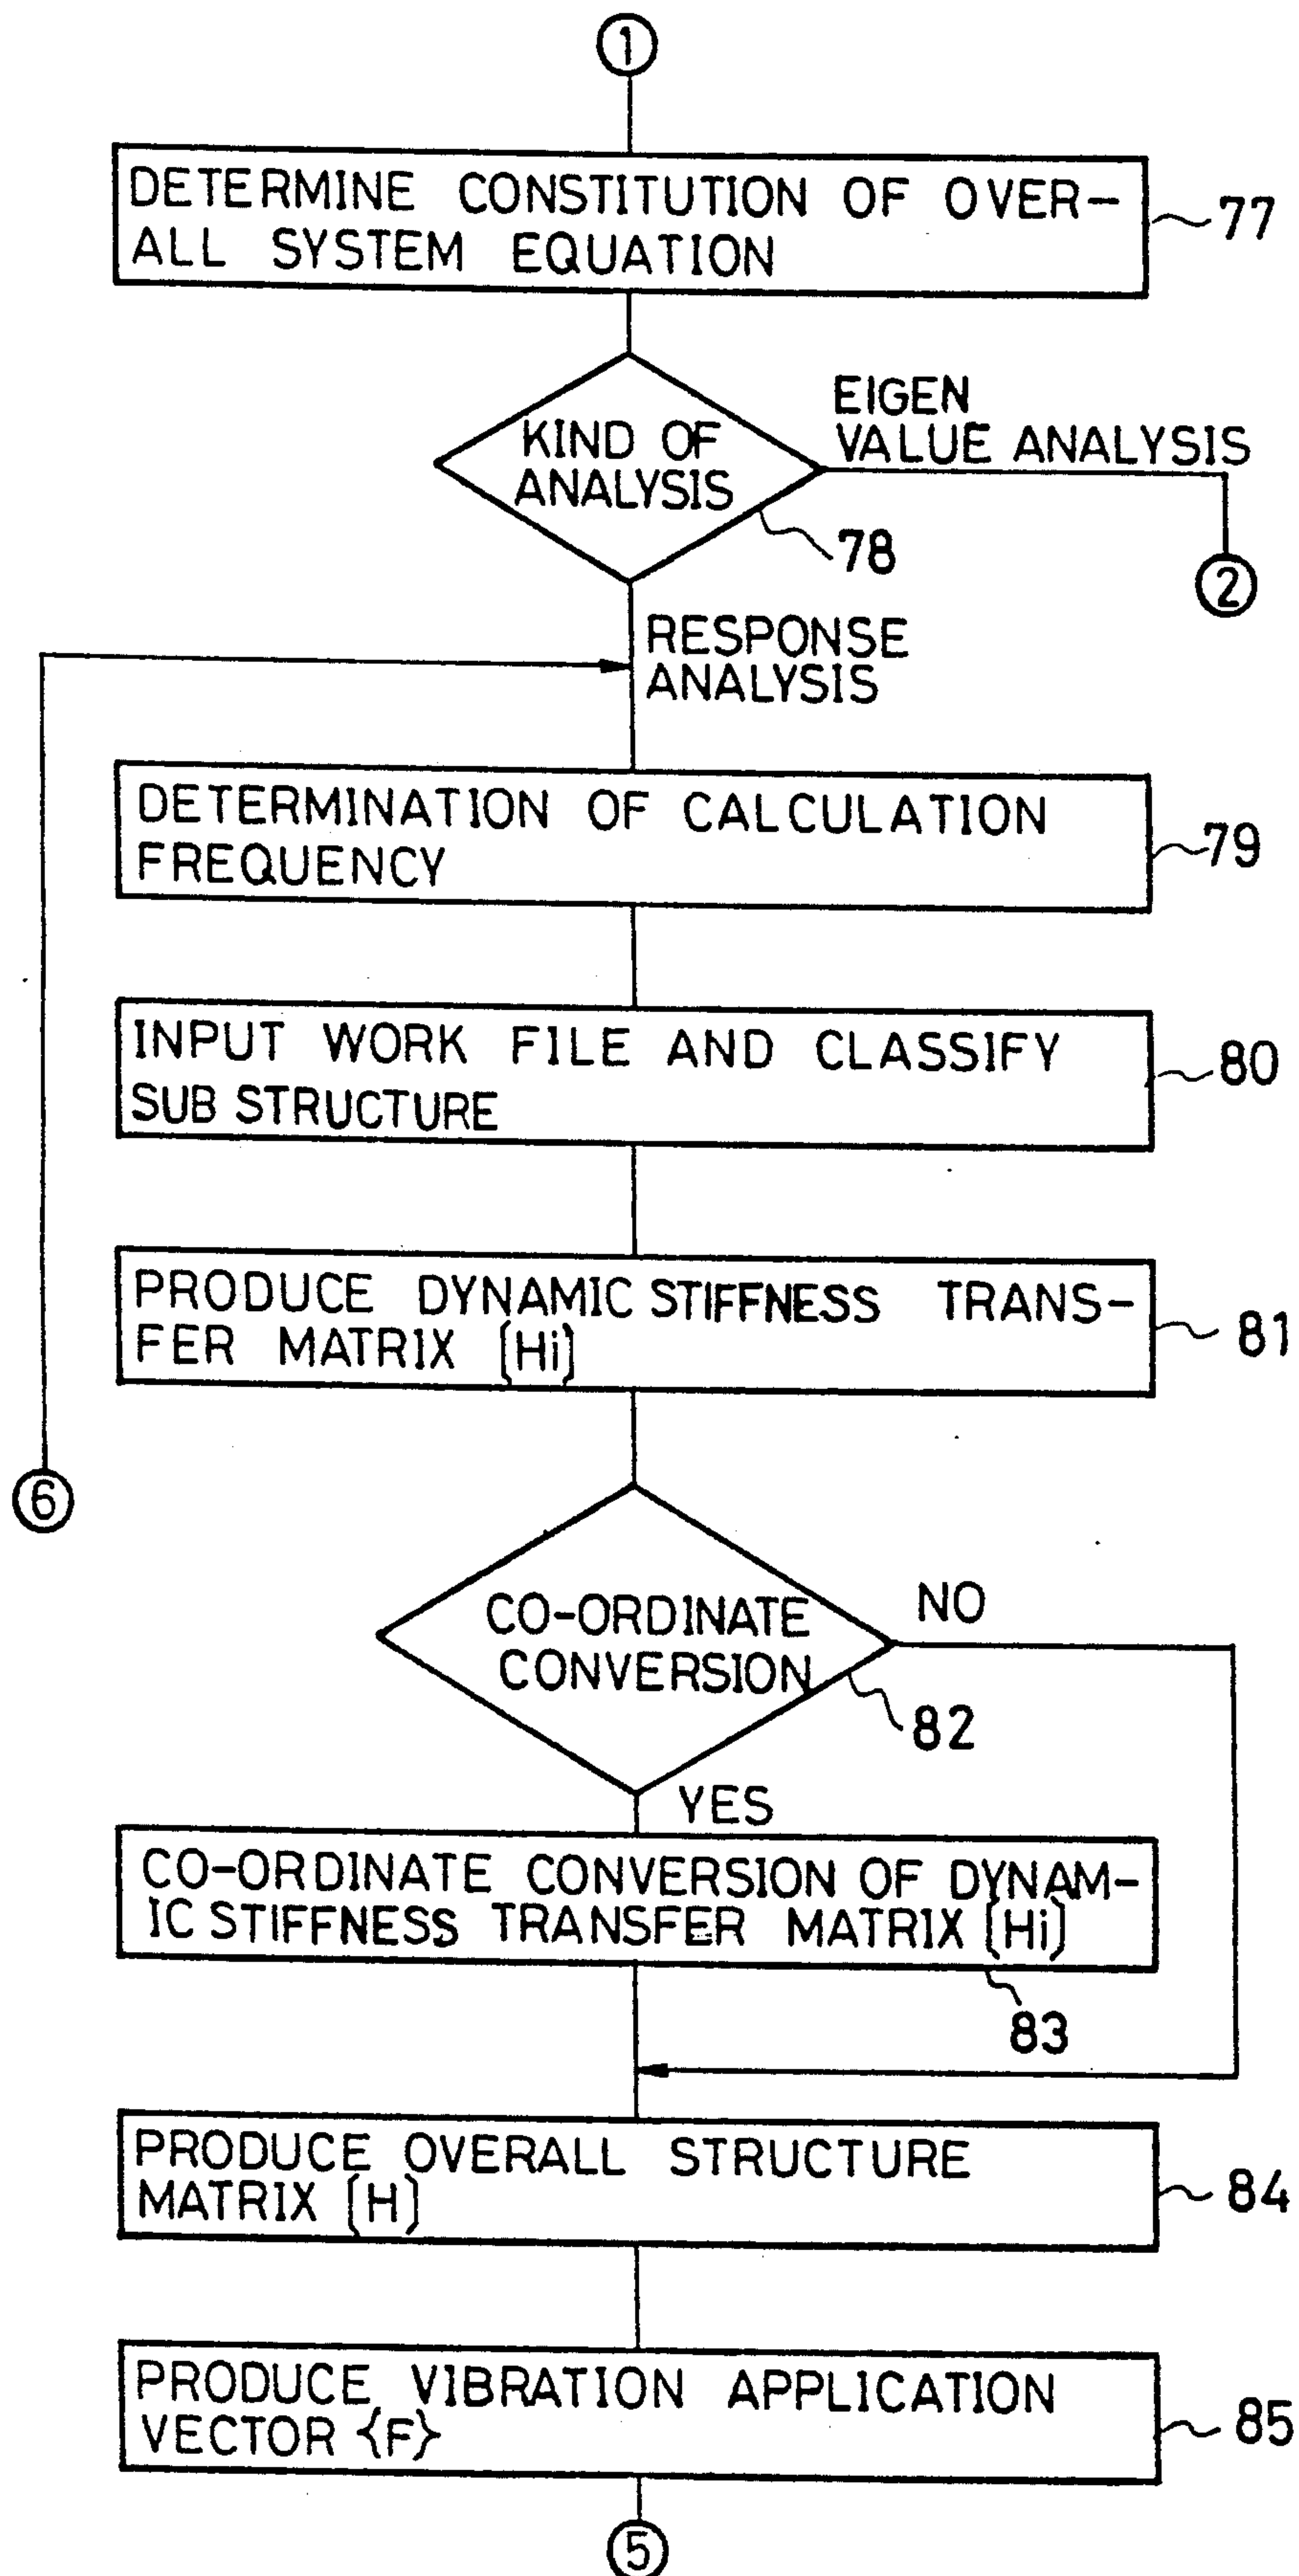 ①
DETERMINE CONSTITUTION OF OVER-
ALL SYSTEM EQUATION
77
KIND OF
ANALYSIS
78
EIGEN
VALUE ANALYSIS
②
RESPONSE
ANALYSIS
DETERMINATION OF CALCULATION
FREQUENCY
79
INPUT WORK FILE AND CLASSIFY
SUB STRUCTURE
80
PRODUCE DYNAMIC STIFFNESS TRANS-
FER MATRIX [Hi]
81
⑥
CO-ORDINATE
CONVERSION
82
NO
YES
CO-ORDINATE CONVERSION OF DYNAM-
IC STIFFNESS TRANSFER MATRIX [Hi]
83
PRODUCE OVERALL STRUCTURE
MATRIX [H]
84
PRODUCE VIBRATION APPLICATION
VECTOR {F}
85
⑤